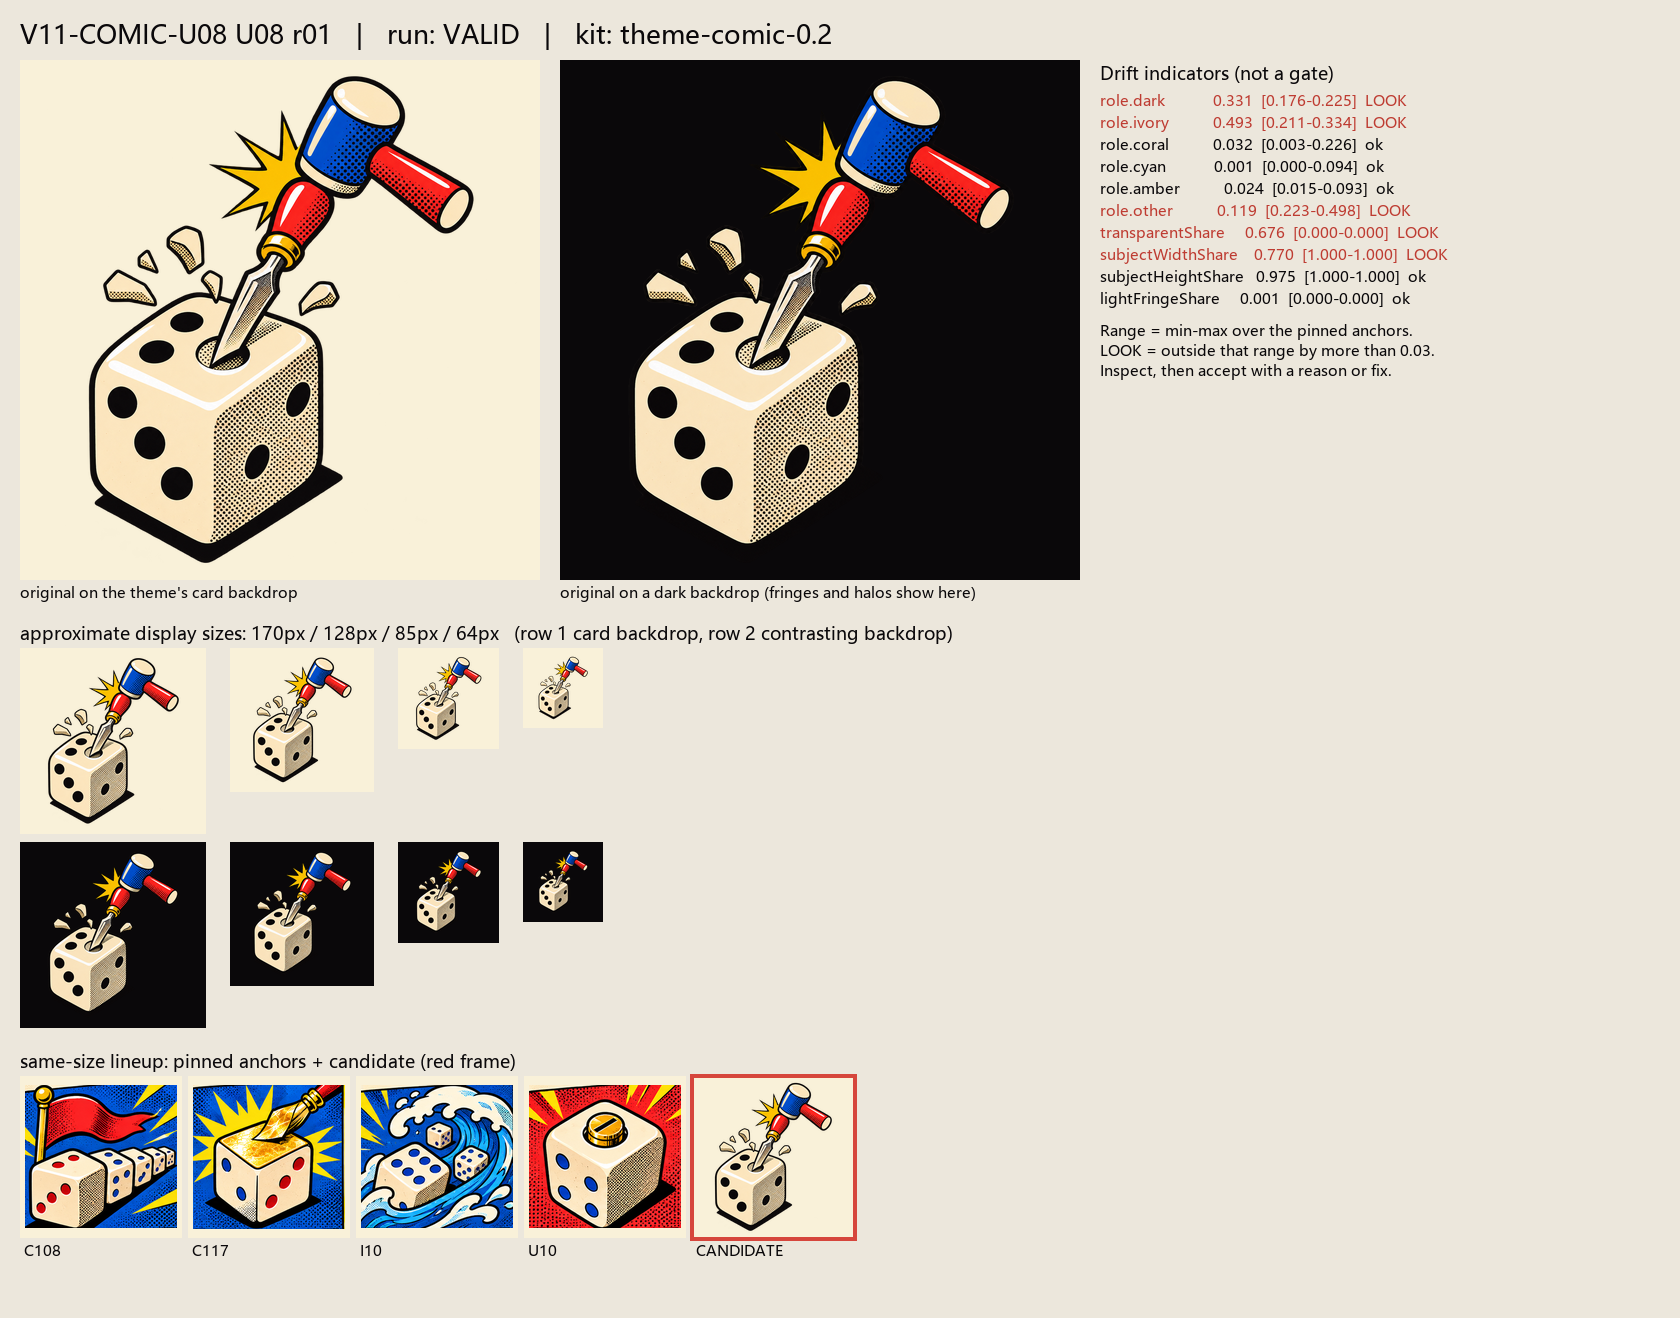 V11-COMIC-U08 U08 r01 | run: VALID | kit: theme-comic-0.2
Drift indicators (not a gate)
role.dark 0.331 [0.176-0.225] LOOK
role.ivory 0.493 [0.211-0.334] LOOK
role.coral 0.032 [0.003-0.226] ok
role.cyan 0.001 [0.000-0.094] ok
role.amber 0.024 [0.015-0.093] ok
role.other 0.119 [0.223-0.498] LOOK
transparentShare 0.676 [0.000-0.000] LOOK
subjectWidthShare 0.770 [1.000-1.000] LOOK
subjectHeightShare 0.975 [1.000-1.000] ok
lightFringeShare 0.001 [0.000-0.000] ok
Range = min-max over the pinned anchors.
LOOK = outside that range by more than 0.03.
Inspect, then accept with a reason or fix.
original on the theme's card backdrop
original on a dark backdrop (fringes and halos show here)
approximate display sizes: 170px / 128px / 85px / 64px (row 1 card backdrop, row 2 contrasting backdrop)
same-size lineup: pinned anchors + candidate (red frame)
C108
C117
I10
U10
CANDIDATE